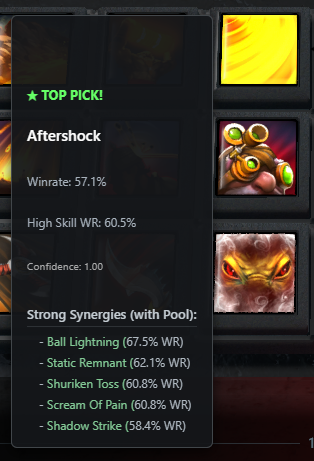 ★ TOP PICK!
Aftershock
Winrate: 57.1%
High Skill WR: 60.5%
Confidence: 1.00
Strong Synergies (with Pool):
- Ball Lightning (67.5% WR)
- Static Remnant (62.1% WR)
- Shuriken Toss (60.8% WR)
- Scream Of Pain (60.8% WR)
- Shadow Strike (58.4% WR)
1